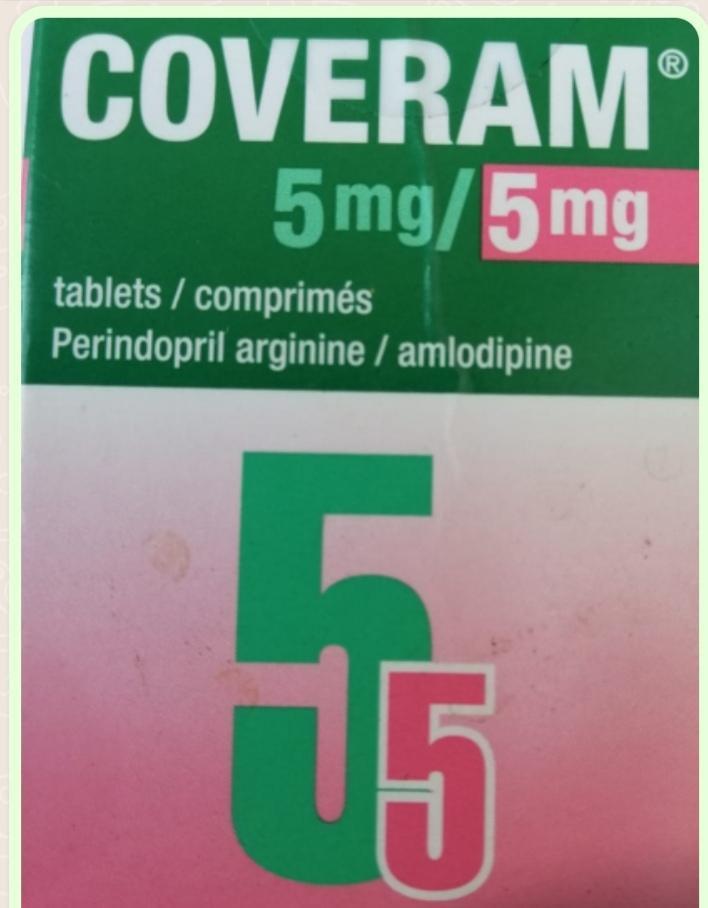 COVERAM®
5mg/5mg
tablets / comprimés
Perindopril arginine / amlodipine
5
5